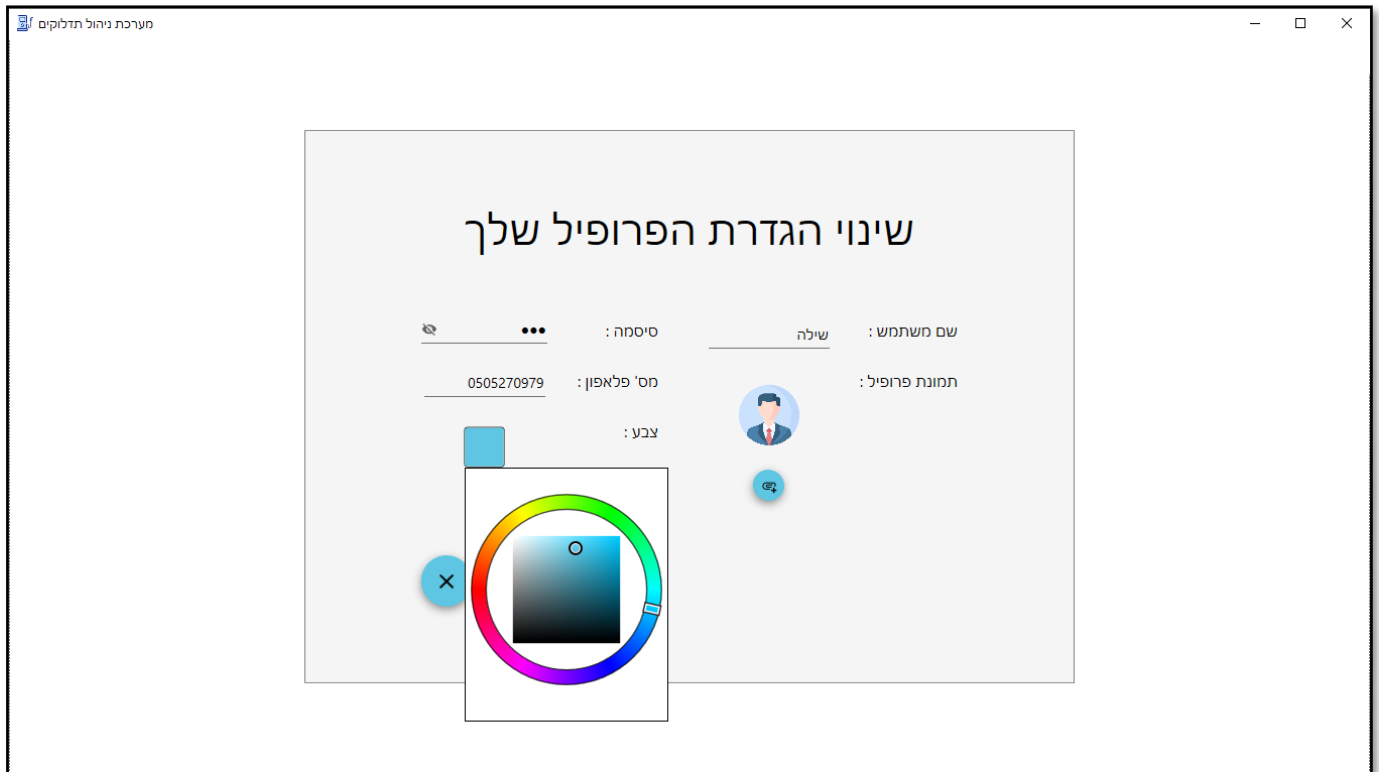 מערכת ניהול תדלוקים
שינוי הגדרת הפרופיל שלך
שם משתמש : שילה
סיסמה : •••
תמונת פרופיל :
מס' פלאפון : 0505270979
צבע :